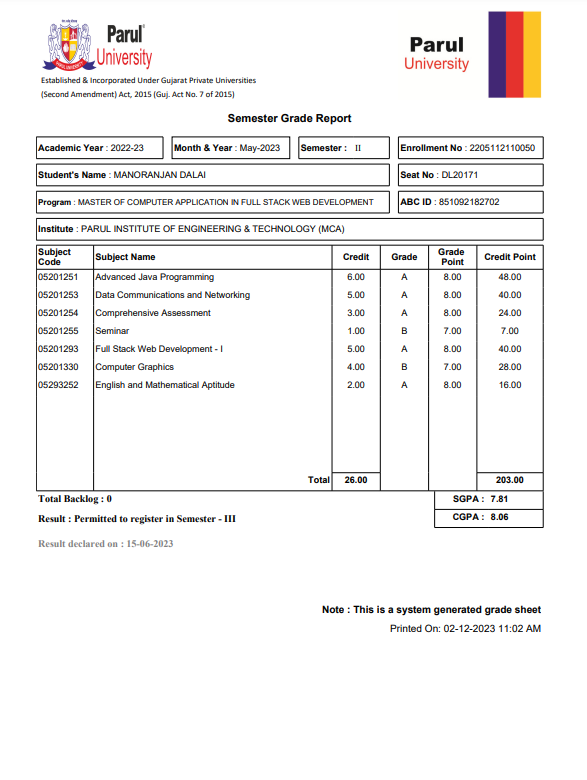 Parul®
University
Parul
University
Established & Incorporated Under Gujarat Private Universities
(Second Amendment) Act, 2015 (Guj. Act No. 7 of 2015)
Semester Grade Report
Academic Year : 2022-23 Month & Year : May-2023 Semester : II Enrollment No : 2205112110050
Student's Name : MANORANJAN DALAI Seat No : DL20171
Program : MASTER OF COMPUTER APPLICATION IN FULL STACK WEB DEVELOPMENT ABC ID : 851092182702
Institute : PARUL INSTITUTE OF ENGINEERING & TECHNOLOGY (MCA)
Subject Code Subject Name Credit Grade Grade Point Credit Point
05201251 Advanced Java Programming 6.00 A 8.00 48.00
05201253 Data Communications and Networking 5.00 A 8.00 40.00
05201254 Comprehensive Assessment 3.00 A 8.00 24.00
05201255 Seminar 1.00 B 7.00 7.00
05201293 Full Stack Web Development - I 5.00 A 8.00 40.00
05201330 Computer Graphics 4.00 B 7.00 28.00
05293252 English and Mathematical Aptitude 2.00 A 8.00 16.00
Total 26.00 203.00
Total Backlog : 0 SGPA : 7.81
Result : Permitted to register in Semester - III CGPA : 8.06
Result declared on : 15-06-2023
Note : This is a system generated grade sheet
Printed On: 02-12-2023 11:02 AM